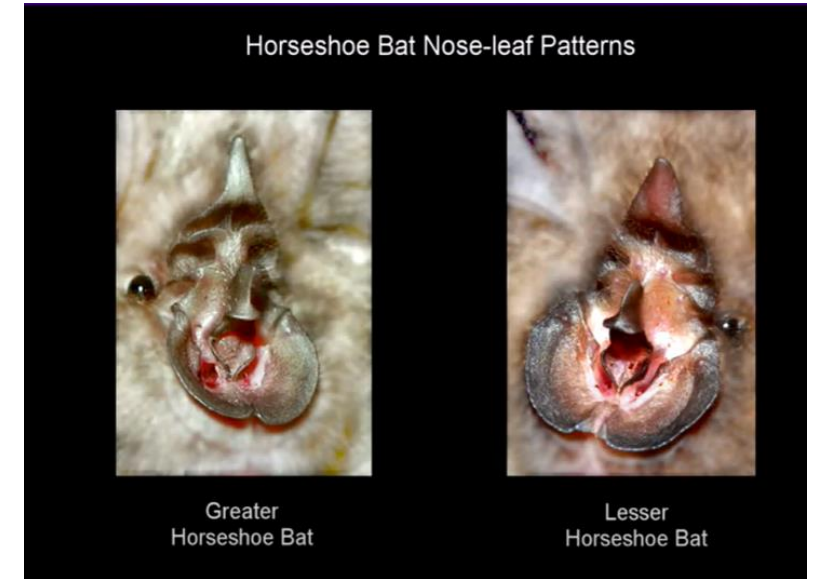 Horseshoe Bat Nose-leaf Patterns
Greater
Horseshoe Bat
Lesser
Horseshoe Bat